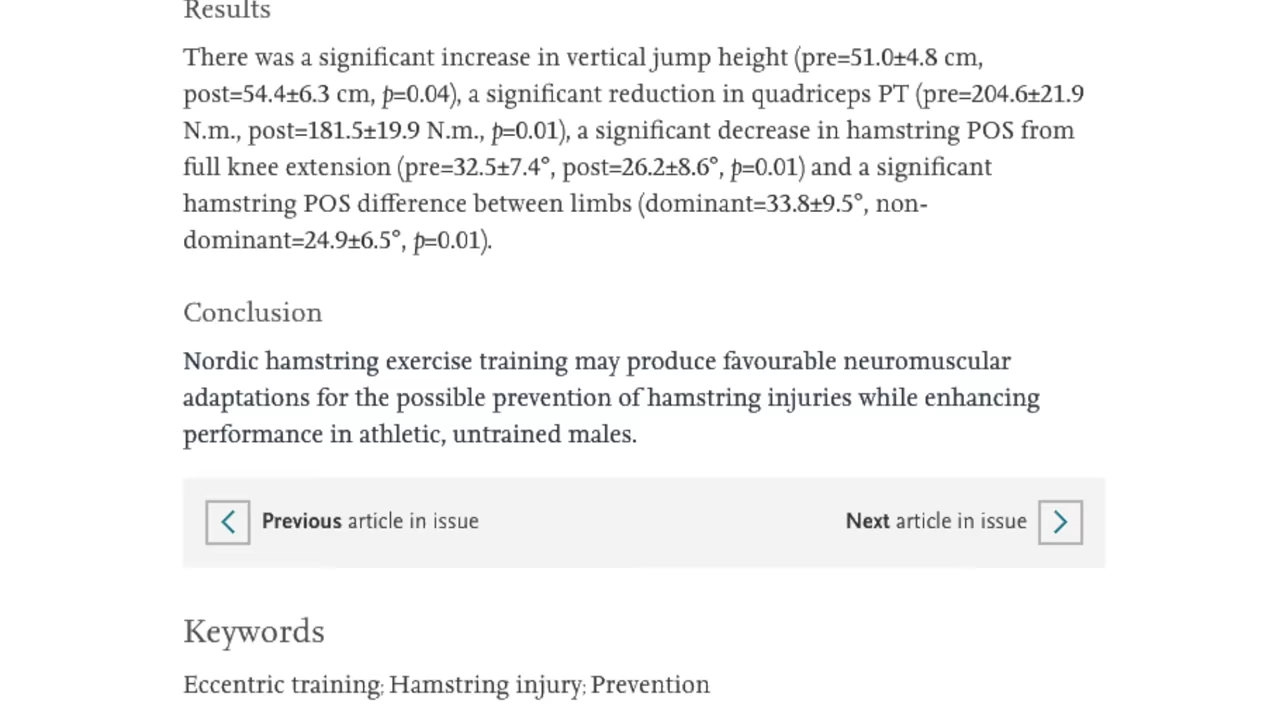 Results
There was a significant increase in vertical jump height (pre=51.0±4.8 cm,
post=54.4±6.3 cm, p=0.04), a significant reduction in quadriceps PT (pre=204.6±21.9
N.m., post=181.5±19.9 N.m., p=0.01), a significant decrease in hamstring POS from
full knee extension (pre=32.5±7.4°, post=26.2±8.6°, p=0.01) and a significant
hamstring POS difference between limbs (dominant=33.8±9.5°, non-
dominant=24.9±6.5°, p=0.01).
Conclusion
Nordic hamstring exercise training may produce favourable neuromuscular
adaptations for the possible prevention of hamstring injuries while enhancing
performance in athletic, untrained males.
Previous article in issue
Next article in issue
Keywords
Eccentric training; Hamstring injury; Prevention